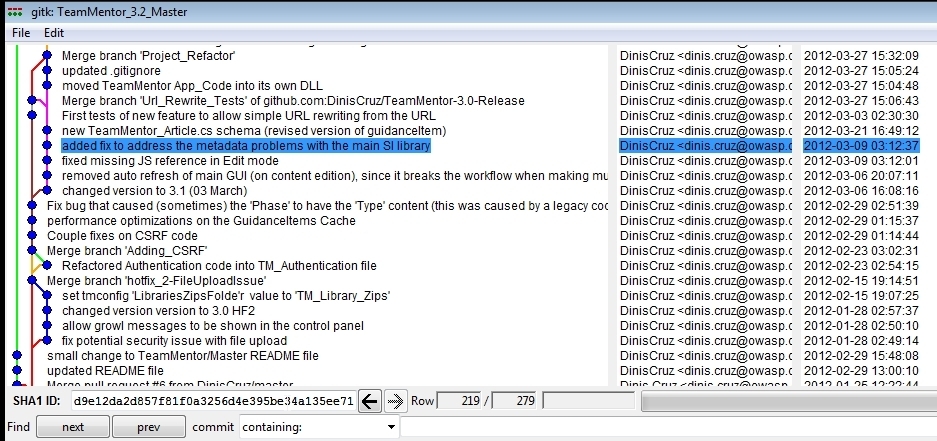 gitk: TeamMentor_3.2_Master
File Edit
Merge branch 'Project_Refactor' DinisCruz <dinis.cruz@owasp.c 2012-03-27 15:32:09
updated .gitignore DinisCruz <dinis.cruz@owasp.c 2012-03-27 15:05:24
moved TeamMentor App_Code into its own DLL DinisCruz <dinis.cruz@owasp.c 2012-03-27 15:04:48
Merge branch 'Url_Rewrite_Tests' of github.com:DinisCruz/TeamMentor-3.0-Release DinisCruz <dinis.cruz@owasp.c 2012-03-27 15:06:43
First tests of new feature to allow simple URL rewriting from the URL DinisCruz <dinis.cruz@owasp.c 2012-03-03 02:30:30
new TeamMentor_Article.cs schema (revised version of guidanceItem) DinisCruz <dinis.cruz@owasp.c 2012-03-21 16:49:12
added fix to address the metadata problems with the main SI library DinisCruz <dinis.cruz@owasp.c 2012-03-09 03:12:37
fixed missing JS reference in Edit mode DinisCruz <dinis.cruz@owasp.c 2012-03-09 03:12:01
removed auto refresh of main GUI (on content edition), since it breaks the workflow when making mu DinisCruz <dinis.cruz@owasp.c 2012-03-06 20:07:11
changed version to 3.1 (03 March) DinisCruz <dinis.cruz@owasp.c 2012-03-06 16:08:16
Fix bug that caused (sometimes) the 'Phase' to have the 'Type' content (this was caused by a legacy coc DinisCruz <dinis.cruz@owasp.c 2012-02-29 02:51:39
performance optimizations on the GuidanceItems Cache DinisCruz <dinis.cruz@owasp.c 2012-02-29 01:15:37
Couple fixes on CSRF code DinisCruz <dinis.cruz@owasp.c 2012-02-29 01:14:44
Merge branch 'Adding_CSRF' DinisCruz <dinis.cruz@owasp.c 2012-02-23 03:02:31
Refactored Authentication code into TM_Authentication file DinisCruz <dinis.cruz@owasp.c 2012-02-23 02:54:15
Merge branch 'hotfix_2-FileUploadIssue' DinisCruz <dinis.cruz@owasp.c 2012-02-15 19:14:51
set tmconfig 'LibrariesZipsFolde'r value to 'TM_Library_Zips' DinisCruz <dinis.cruz@owasp.c 2012-02-15 19:07:25
changed version version to 3.0 HF2 DinisCruz <dinis.cruz@owasp.c 2012-01-28 02:57:37
allow growl messages to be shown in the control panel DinisCruz <dinis.cruz@owasp.c 2012-01-28 02:50:10
fix potential security issue with file upload DinisCruz <dinis.cruz@owasp.c 2012-01-28 02:49:14
small change to TeamMentor/Master README file DinisCruz <dinis.cruz@owasp.c 2012-02-29 15:48:08
updated README file DinisCruz <dinis.cruz@owasp.c 2012-02-29 13:00:10
Merge pull request #6 from DinisCruz/master Dinis Cruz <dinis.cruz@owasp. 2012-01-25 12:22:44
SHA1 ID: d9e12da2d857f81f0a3256d4e395be34a135ee71 Row 219 / 279
Find next prev commit containing: